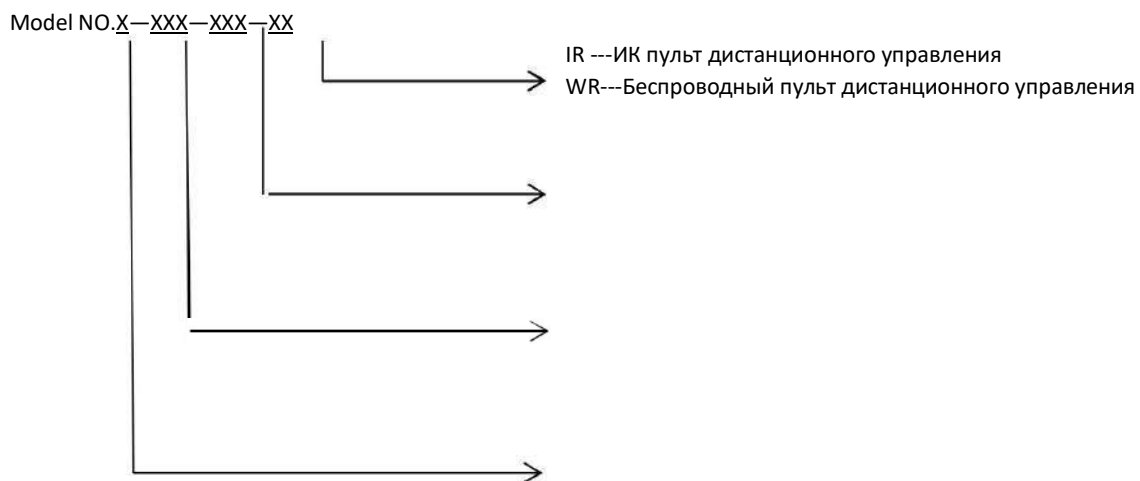 Model NO.X—XXX—XXX—XX
IR ---ИК пульт дистанционного управления
WR---Беспроводный пульт дистанционного управления